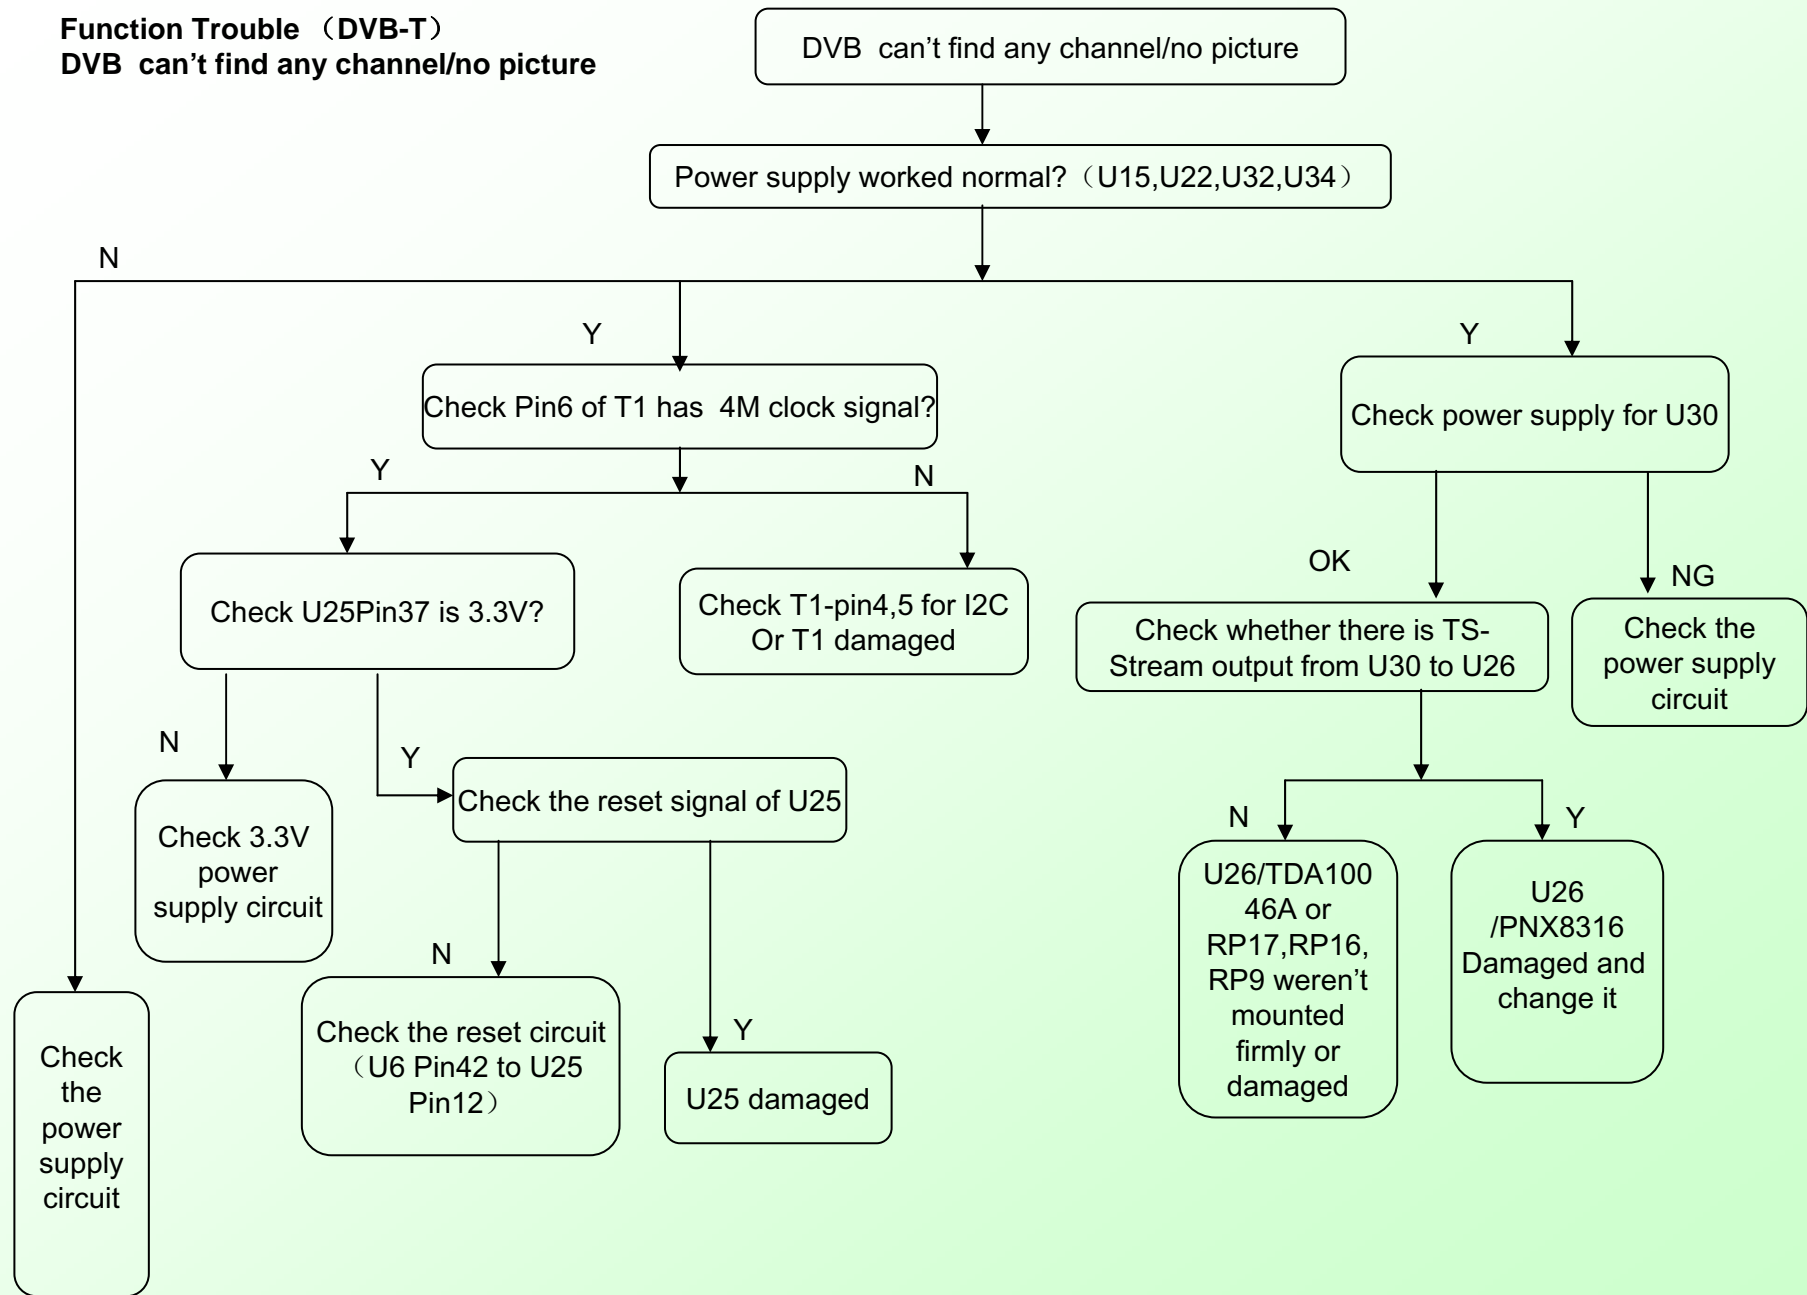 Function Trouble （DVB-T）
DVB can't find any channel/no picture
DVB can't find any channel/no picture
Power supply worked normal?（U15,U22,U32,U34）
N
Y
Y
Check Pin6 of T1 has 4M clock signal?
Check power supply for U30
Y
N
OK
NG
Check U25Pin37 is 3.3V?
Check T1-pin4,5 for I2C
Or T1 damaged
Check whether there is TS-
Stream output from U30 to U26
Check the
power supply
circuit
N
Y
Check 3.3V
power
supply circuit
Check the reset signal of U25
N
Y
U26/TDA100
46A or
RP17,RP16,
RP9 weren't
mounted
firmly or
damaged
U26
/PNX8316
Damaged and
change it
N
Y
Check the reset circuit
（U6 Pin42 to U25
Pin12）
U25 damaged
Check
the
power
supply
circuit